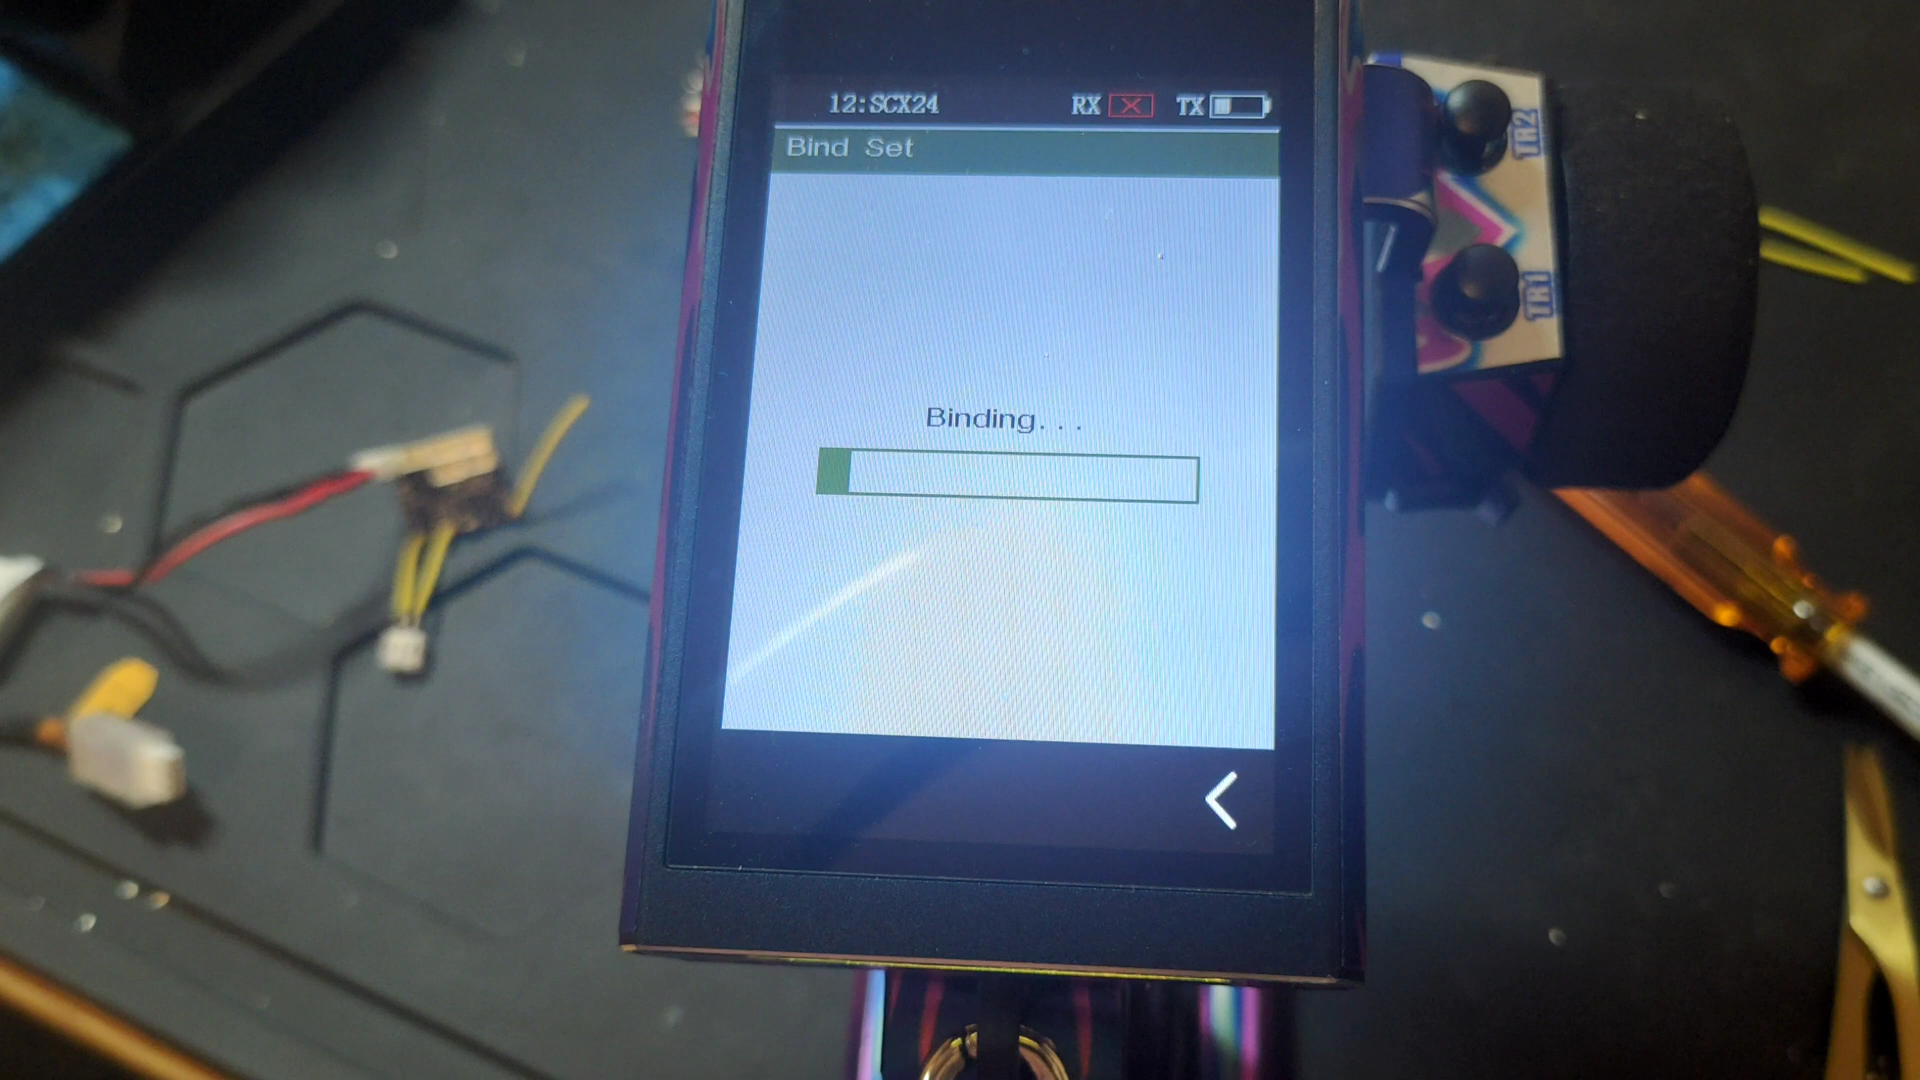 12:SCX24 RX TX
Bind Set
Binding...
TR2
TR1